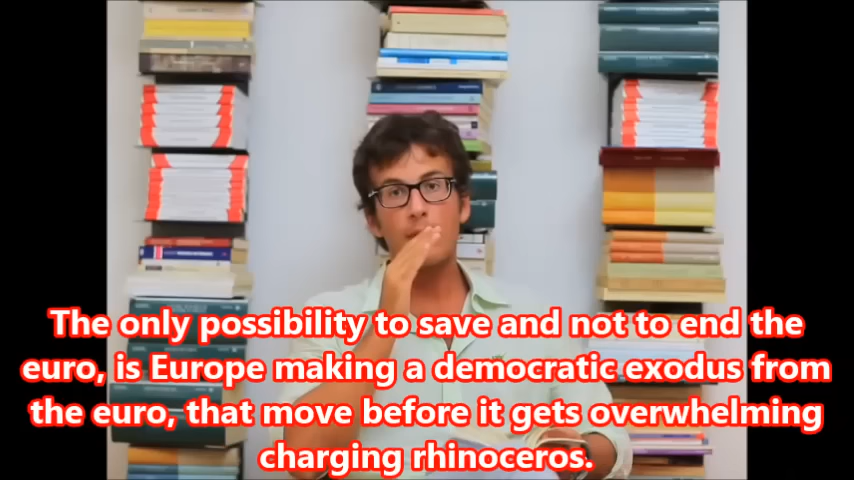 The only possibility to save and not to end the
euro, is Europe making a democratic exodus from
the euro, that move before it gets overwhelming
charging rhinoceros.